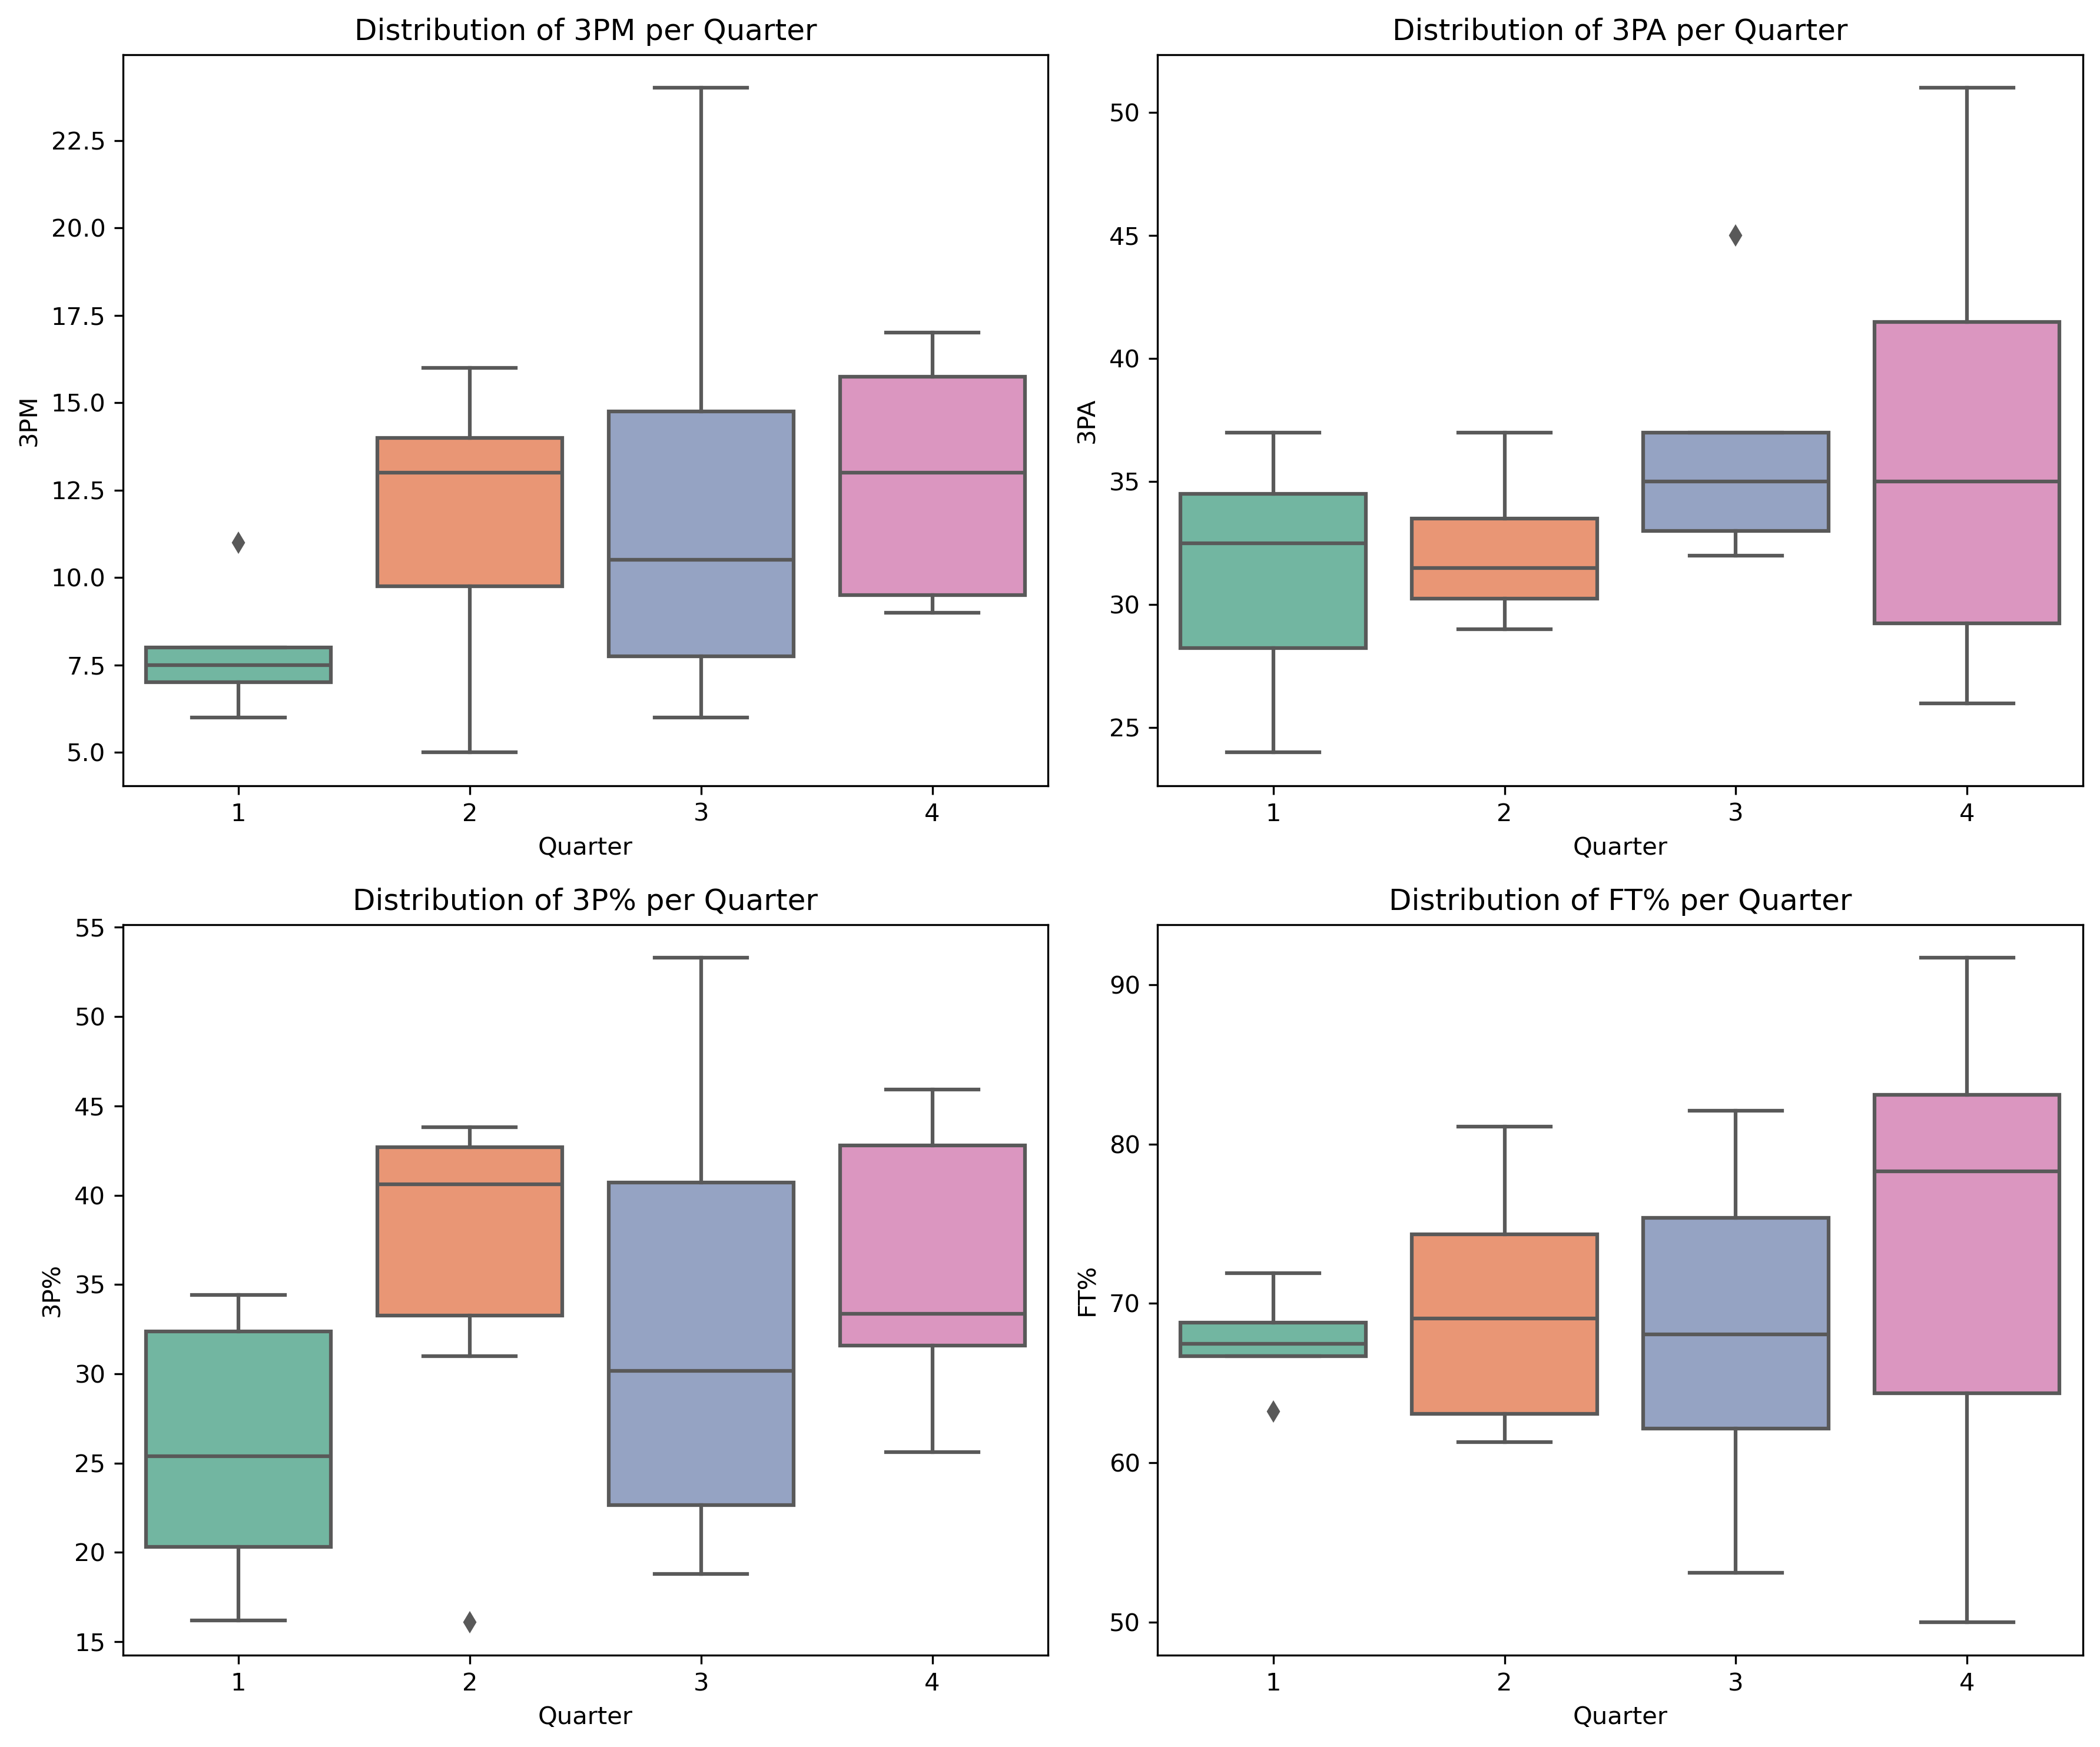 Distribution of 3PM per Quarter
3PM
22.5
20.0
17.5
15.0
12.5
10.0
7.5
5.0
1 2 3 4
Quarter
Distribution of 3PA per Quarter
3PA
50
45
40
35
30
25
1 2 3 4
Quarter
Distribution of 3P% per Quarter
3P%
55
50
45
40
35
30
25
20
15
1 2 3 4
Quarter
Distribution of FT% per Quarter
FT%
90
80
70
60
50
1 2 3 4
Quarter